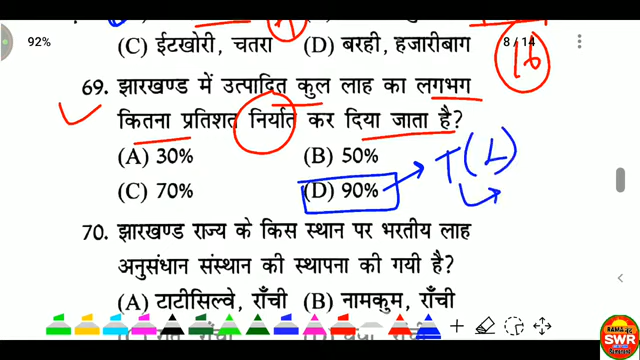 92%
(C) ईटखोरी, चतरा (D) बरही, हजारीबाग
8 / 14
16
69. झारखण्ड में उत्पादित कुल लाह का लगभग
कितना प्रतिशत निर्यात कर दिया जाता है?
(A) 30% (B) 50%
(C) 70% (D) 90% T (L)
70. झारखण्ड राज्य के किस स्थान पर भरतीय लाह
अनुसंधान संस्थान की स्थापना की गयी है?
(A) टाटीसिल्वे, राँची (B) नामकुम, राँची
SWR